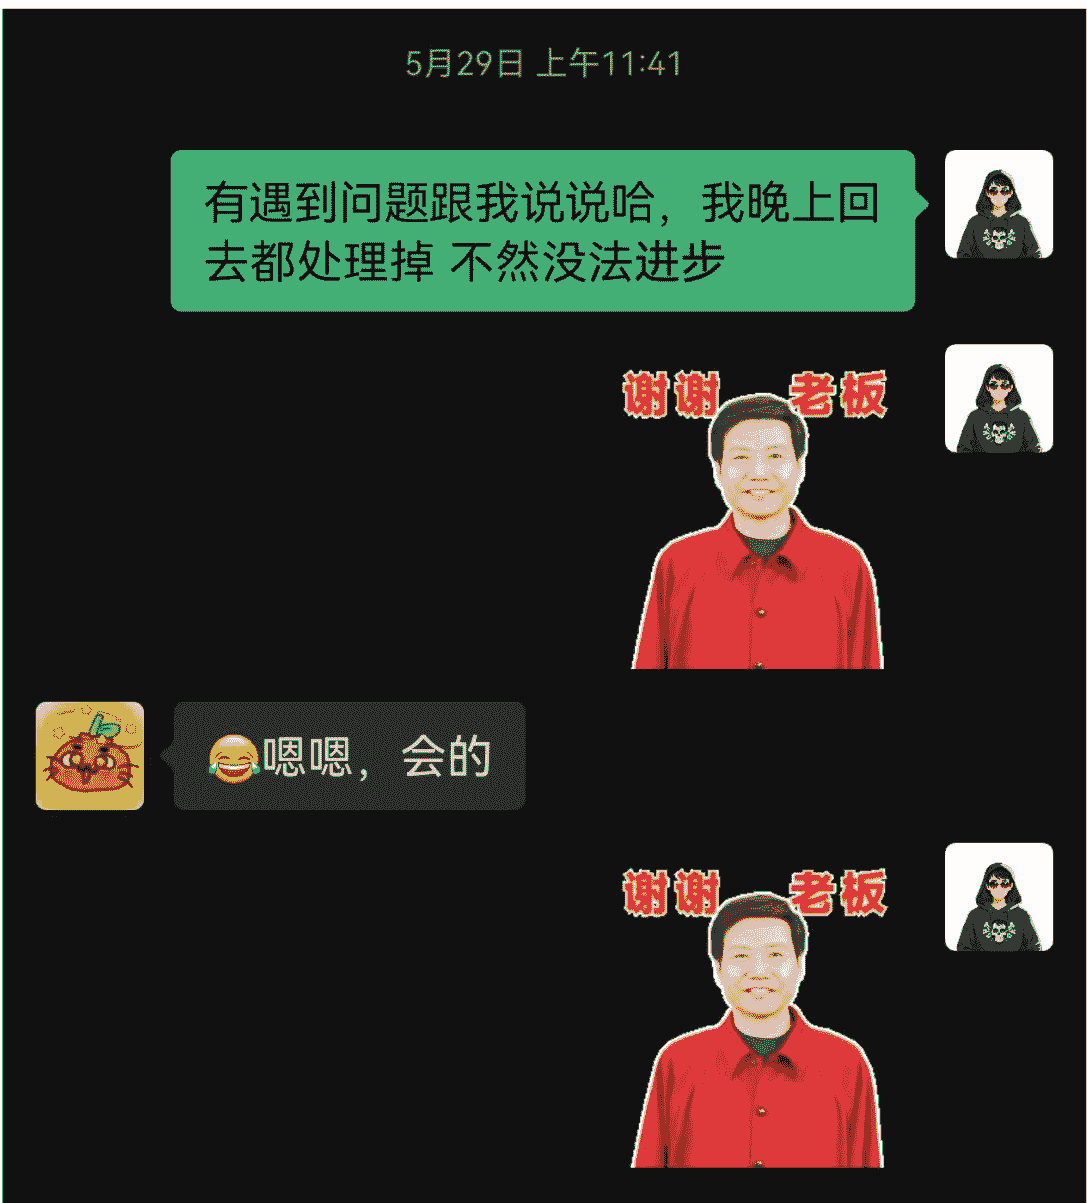 5月29日 上午11:41
有遇到问题跟我说说哈，我晚上回
去都处理掉 不然没法进步
谢谢 老板
😂嗯嗯，会的
谢谢 老板